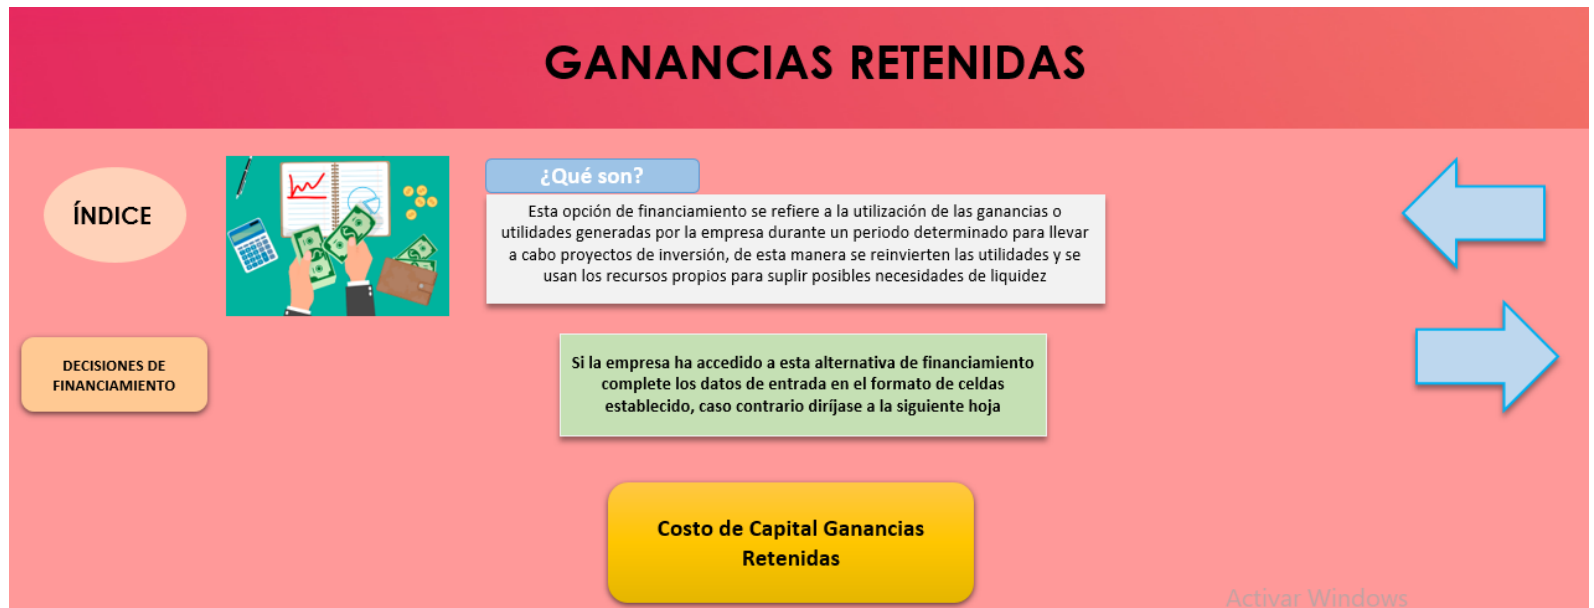 GANANCIAS RETENIDAS
ÍNDICE
¿Qué son?
Esta opción de financiamiento se refiere a la utilización de las ganancias o
utilidades generadas por la empresa durante un periodo determinado para llevar
a cabo proyectos de inversión, de esta manera se reinvierten las utilidades y se
usan los recursos propios para suplir posibles necesidades de liquidez
DECISIONES DE
FINANCIAMIENTO
Si la empresa ha accedido a esta alternativa de financiamiento
complete los datos de entrada en el formato de celdas
establecido, caso contrario diríjase a la siguiente hoja
Costo de Capital Ganancias
Retenidas
Activar Windows